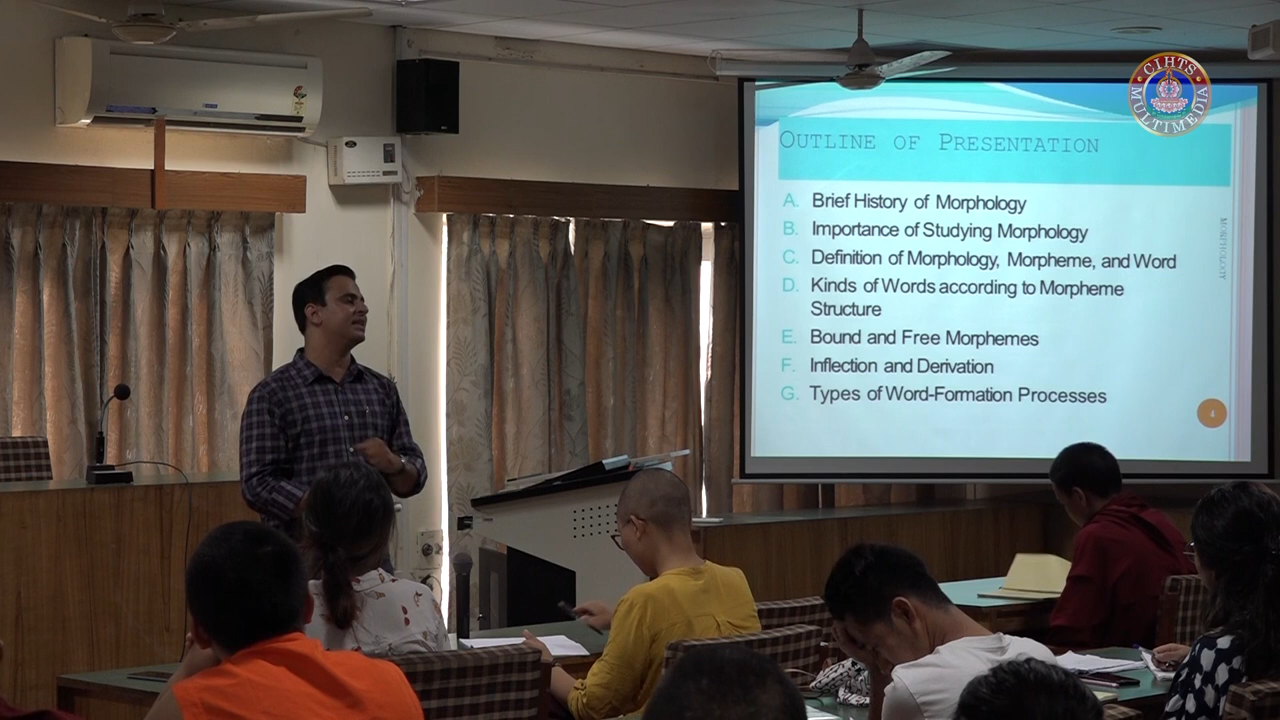 CIHTS
MULTIMEDIA
OUTLINE OF PRESENTATION
A. Brief History of Morphology
B. Importance of Studying Morphology
C. Definition of Morphology, Morpheme, and Word
D. Kinds of Words according to Morpheme
Structure
E. Bound and Free Morphemes
F. Inflection and Derivation
G. Types of Word-Formation Processes
MORPHOLOGY
4